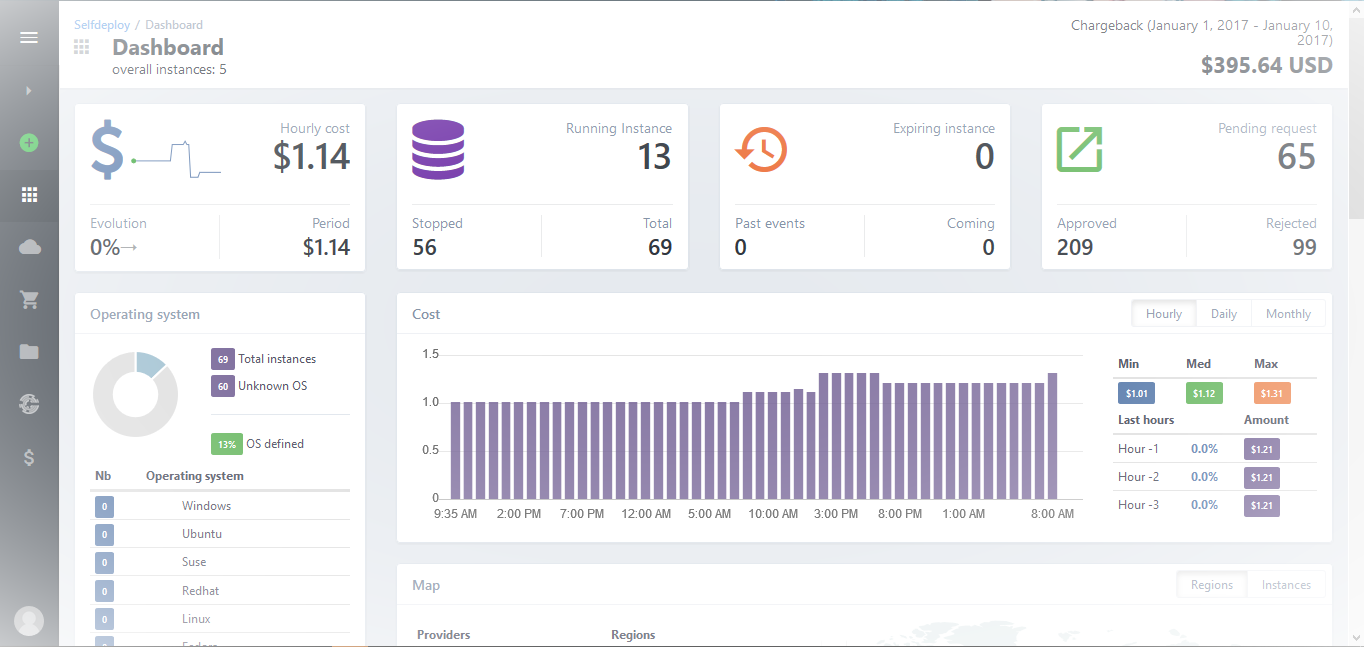 Selfdeploy / Dashboard
Dashboard
overall instances: 5
Chargeback (January 1, 2017 - January 10,
2017)
$395.64 USD
Hourly cost
$1.14
Evolution
0%→
Period
$1.14
Running Instance
13
Stopped
56
Total
69
Expiring instance
0
Past events
0
Coming
0
Pending request
65
Approved
209
Rejected
99
Operating system
69 Total instances
60 Unknown OS
13% OS defined
Nb Operating system
0 Windows
0 Ubuntu
0 Suse
0 Redhat
0 Linux
Cost
Hourly Daily Monthly
1.5
1.0
0.5
0
9:35 AM 2:00 PM 7:00 PM 12:00 AM 5:00 AM 10:00 AM 3:00 PM 8:00 PM 1:00 AM 8:00 AM
Min Med Max
$1.01 $1.12 $1.31
Last hours Amount
Hour -1 0.0% $1.21
Hour -2 0.0% $1.21
Hour -3 0.0% $1.21
Map
Regions Instances
Providers Regions